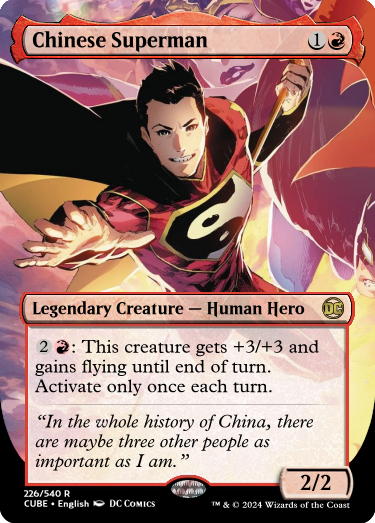 Chinese Superman 1
Legendary Creature — Human Hero DC
2 : This creature gets +3/+3 and
gains flying until end of turn.
Activate only once each turn.
“In the whole history of China, there
are maybe three other people as
important as I am.”
2/2
226/540 R
CUBE • English DC COMICS
™ & © 2024 Wizards of the Coast